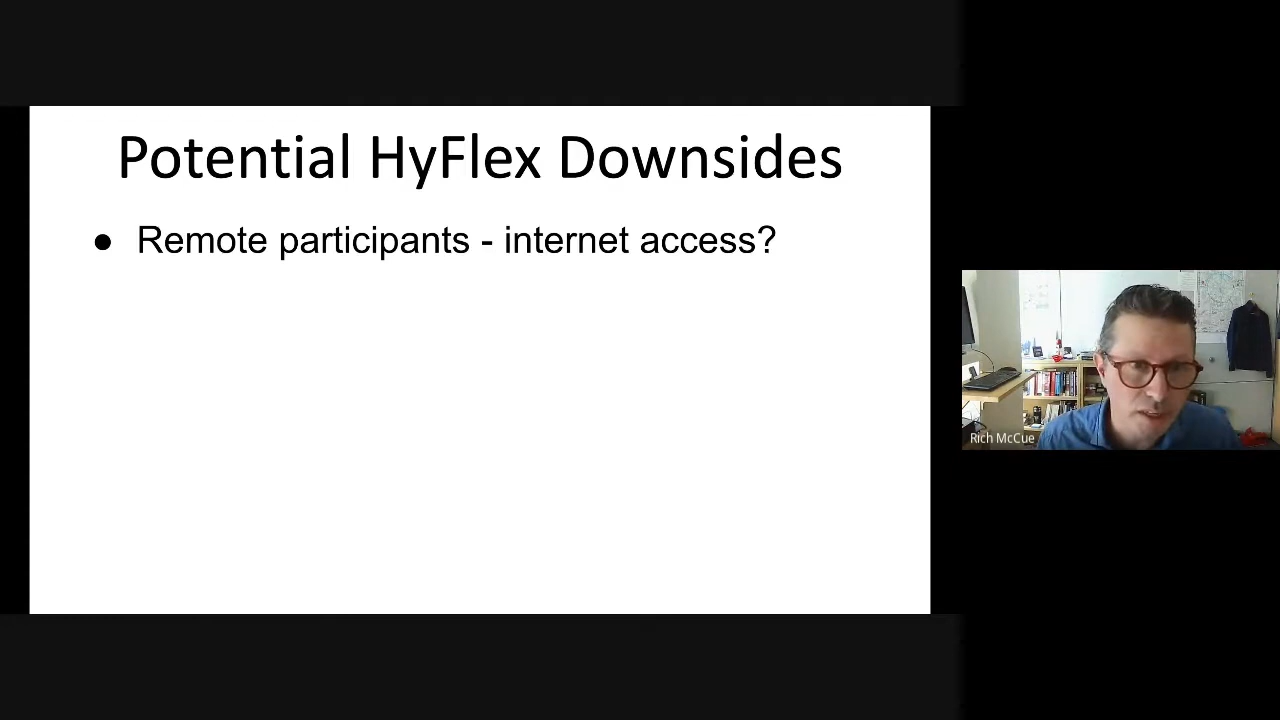 Potential HyFlex Downsides
● Remote participants - internet access?
Rich McCue